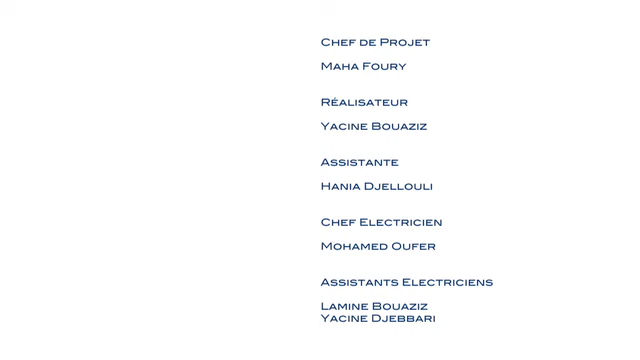 Chef de Projet
Maha Foury
Réalisateur
Yacine Bouaziz
Assistante
Hania Djellouli
Chef Electricien
Mohamed Oufer
Assistants Electriciens
Lamine Bouaziz
Yacine Djebbari